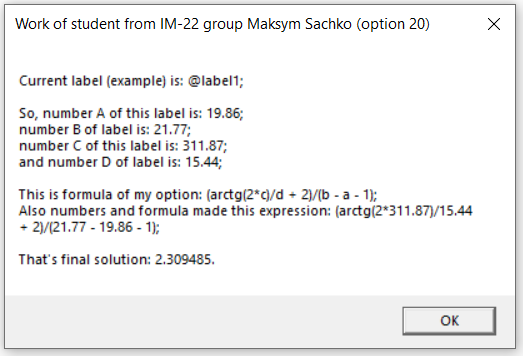 Work of student from IM-22 group Maksym Sachko (option 20)
Current label (example) is: @label1;
So, number A of this label is: 19.86;
number B of label is: 21.77;
number C of this label is: 311.87;
and number D of label is: 15.44;
This is formula of my option: (arctg(2*c)/d + 2)/(b - a - 1);
Also numbers and formula made this expression: (arctg(2*311.87)/15.44
+ 2)/(21.77 - 19.86 - 1);
That's final solution: 2.309485.
OK